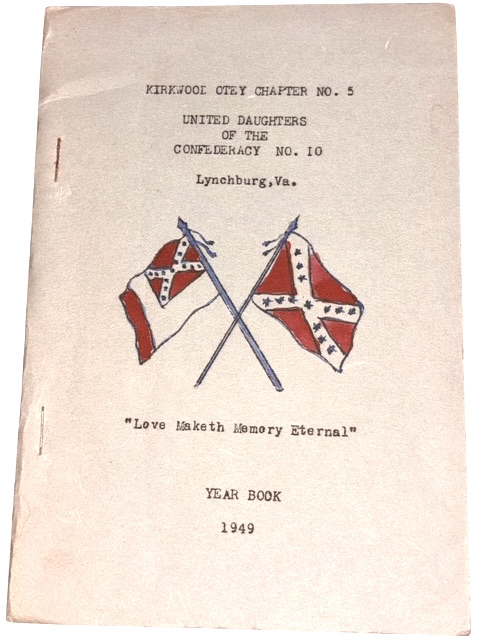 KIRKWOOD OTEY CHAPTER NO. 5
UNITED DAUGHTERS
OF THE
CONFEDERACY NO. 10
Lynchburg,Va.
"Love Maketh Memory Eternal"
YEAR BOOK
1949